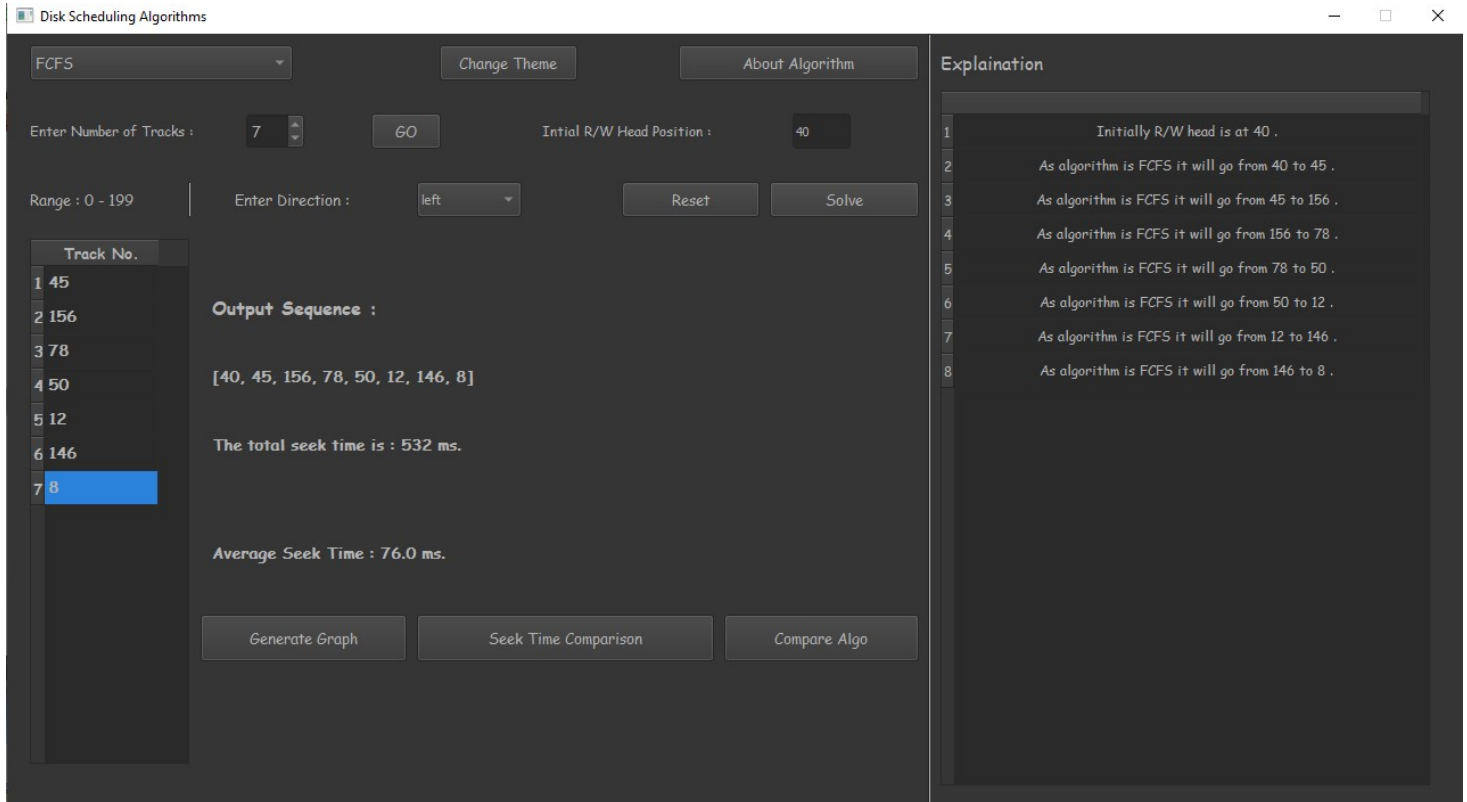 Disk Scheduling Algorithms
FCFS
Change Theme
About Algorithm
Enter Number of Tracks :
7
GO
Intial R/W Head Position :
40
Range : 0 - 199
Enter Direction :
left
Reset
Solve
Track No.
1 45
2 156
3 78
4 50
5 12
6 146
7 8
Output Sequence :
[40, 45, 156, 78, 50, 12, 146, 8]
The total seek time is : 532 ms.
Average Seek Time : 76.0 ms.
Generate Graph
Seek Time Comparison
Compare Algo
Explaination
1 Initially R/W head is at 40 .
2 As algorithm is FCFS it will go from 40 to 45 .
3 As algorithm is FCFS it will go from 45 to 156 .
4 As algorithm is FCFS it will go from 156 to 78 .
5 As algorithm is FCFS it will go from 78 to 50 .
6 As algorithm is FCFS it will go from 50 to 12 .
7 As algorithm is FCFS it will go from 12 to 146 .
8 As algorithm is FCFS it will go from 146 to 8 .